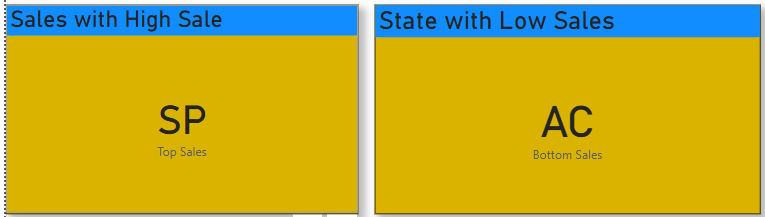 Sales with High Sale
SP
Top Sales
State with Low Sales
AC
Bottom Sales